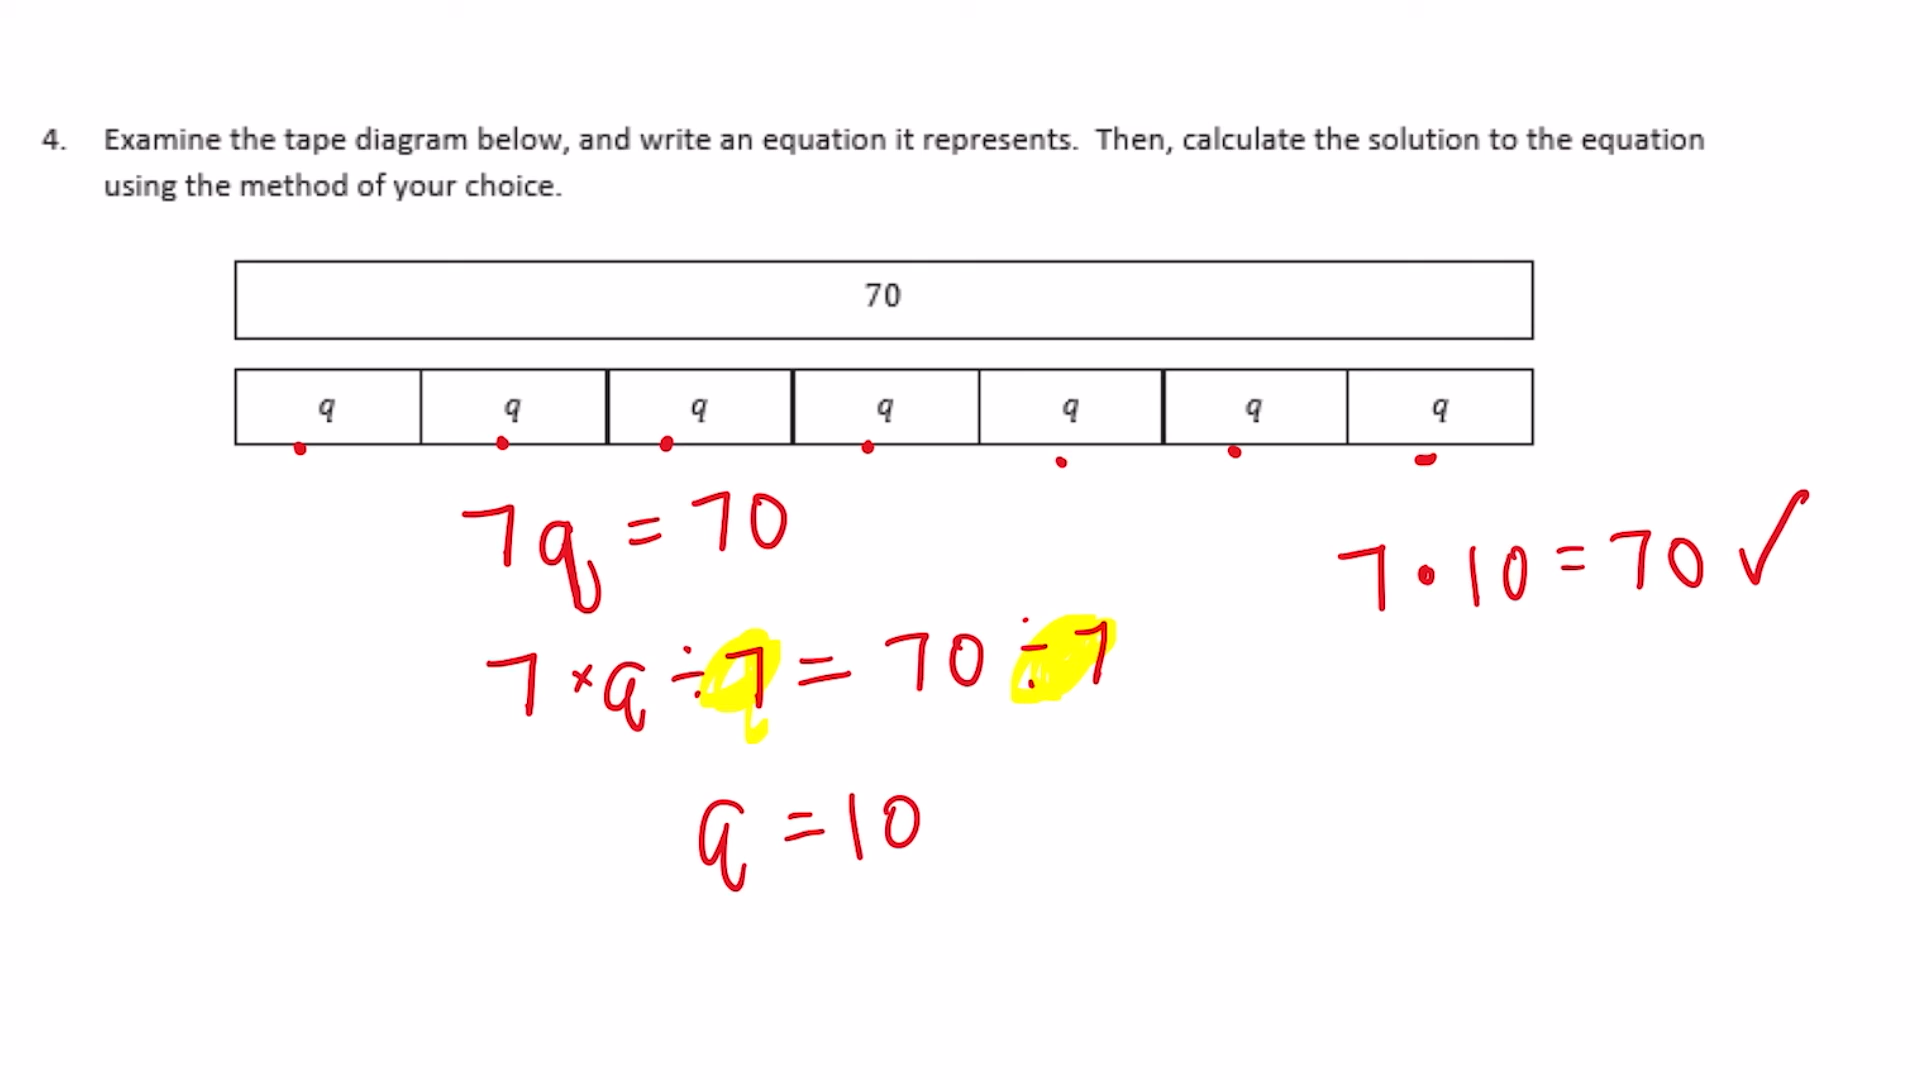 4. Examine the tape diagram below, and write an equation it represents. Then, calculate the solution to the equation
using the method of your choice.
70
q q q q q q q
7q = 70
7 · 10 = 70 ✓
7 × q ÷ 7 = 70 ÷ 7
q = 10